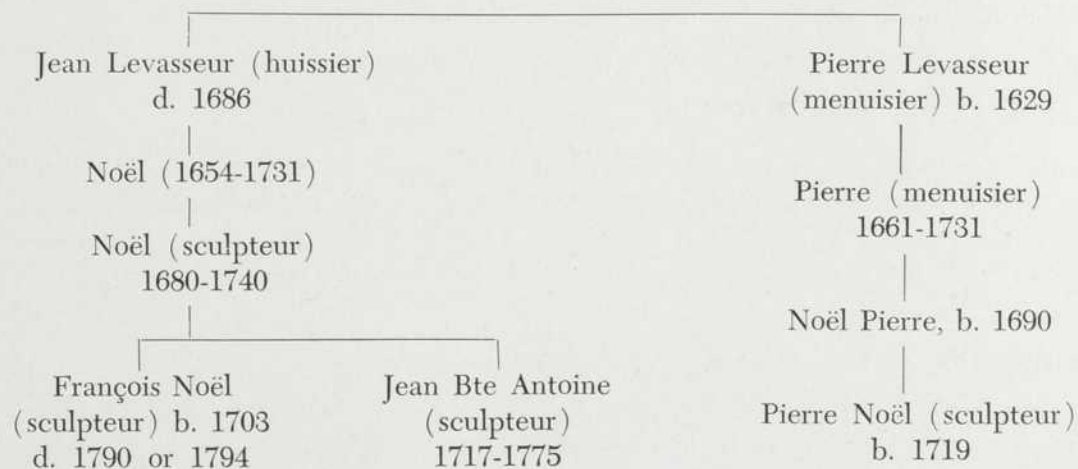 Jean Levasseur (huissier)
d. 1686
Noël (1654-1731)
Noël (sculpteur)
1680-1740
François Noël
(sculpteur) b. 1703
d. 1790 or 1794
Jean Bte Antoine
(sculpteur)
1717-1775
Pierre Levasseur
(menuisier) b. 1629
Pierre (menuisier)
1661-1731
Noël Pierre, b. 1690
Pierre Noël (sculpteur)
b. 1719